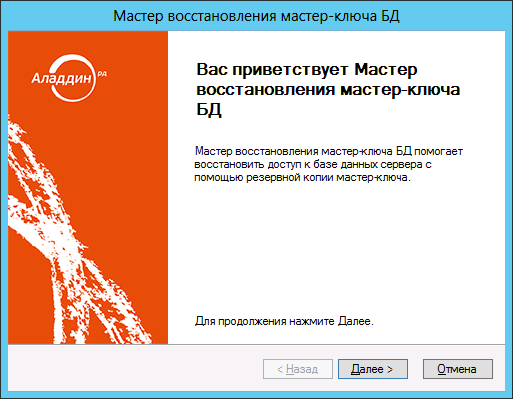 Мастер восстановления мастер-ключа БД
Аладдин РД
Вас приветствует Мастер
восстановления мастер-ключа
БД
Мастер восстановления мастер-ключа БД помогает
восстановить доступ к базе данных сервера с
помощью резервной копии мастер-ключа.
Для продолжения нажмите Далее.
< Назад
Далее >
Отмена